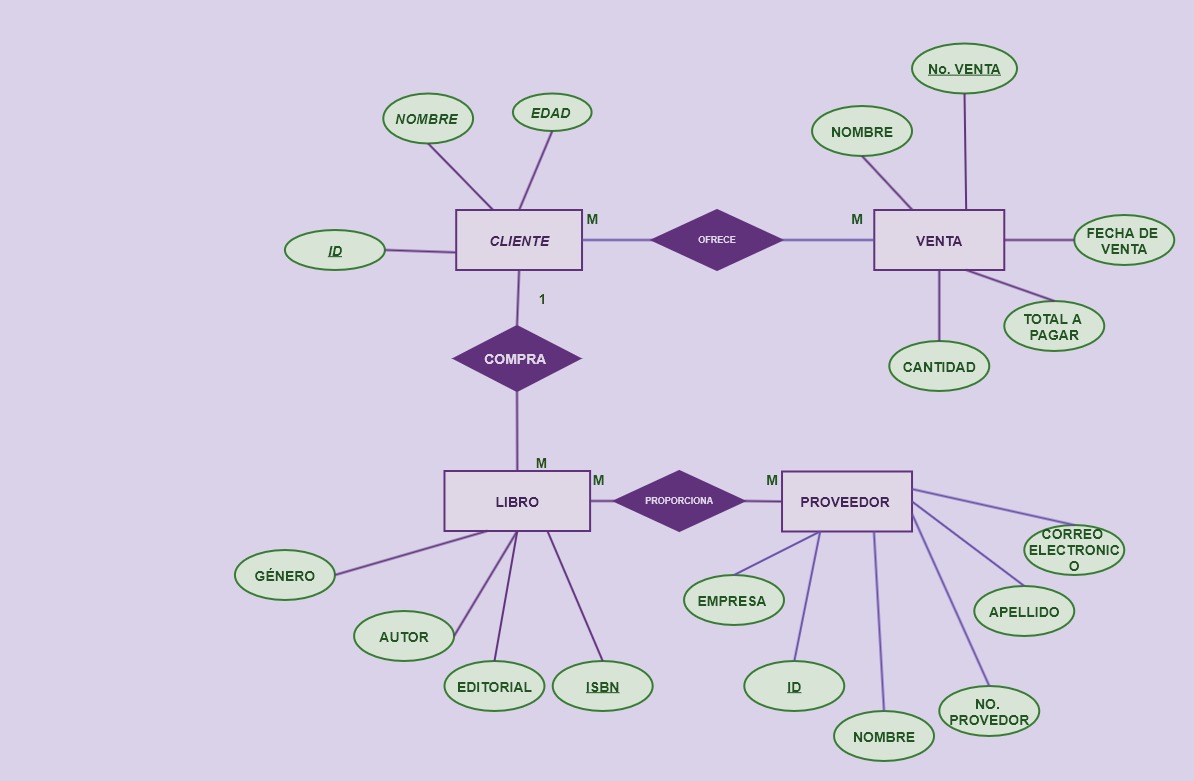 No. VENTA
NOMBRE
EDAD
NOMBRE
M
M
ID
CLIENTE
OFRECE
VENTA
FECHA DE
VENTA
1
TOTAL A
PAGAR
COMPRA
CANTIDAD
M
M
M
LIBRO
PROPORCIONA
PROVEEDOR
CORREO
ELECTRONIC
O
GÉNERO
EMPRESA
APELLIDO
AUTOR
EDITORIAL
ISBN
ID
NO.
PROVEDOR
NOMBRE